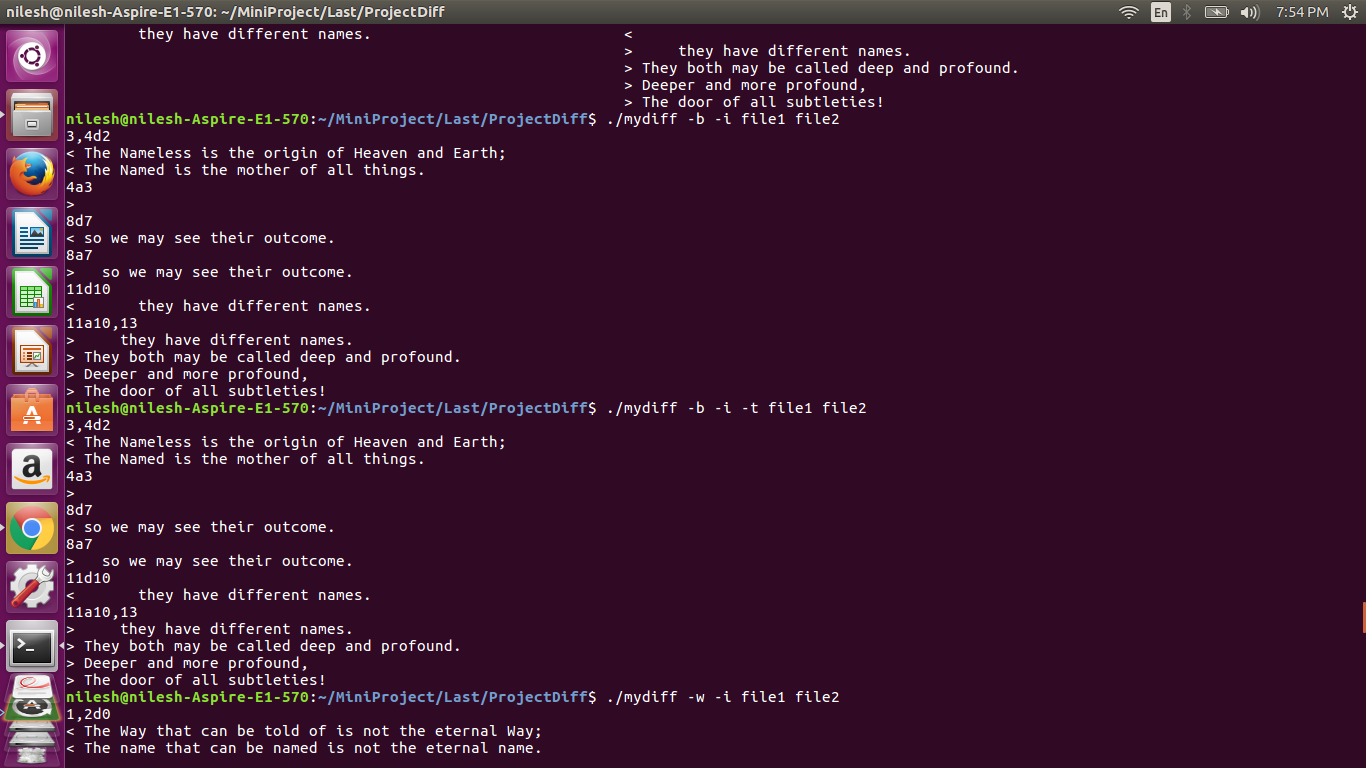 nilesh@nilesh-Aspire-E1-570: ~/MiniProject/Last/ProjectDiff En 7:54 PM
        they have different names.                            <
                                                              >     they have different names.
                                                              > They both may be called deep and profound.
                                                              > Deeper and more profound,
                                                              > The door of all subtleties!
nilesh@nilesh-Aspire-E1-570:~/MiniProject/Last/ProjectDiff$ ./mydiff -b -i file1 file2
3,4d2
< The Nameless is the origin of Heaven and Earth;
< The Named is the mother of all things.
4a3
>
8d7
< so we may see their outcome.
8a7
>   so we may see their outcome.
11d10
<       they have different names.
11a10,13
>     they have different names.
> They both may be called deep and profound.
> Deeper and more profound,
> The door of all subtleties!
nilesh@nilesh-Aspire-E1-570:~/MiniProject/Last/ProjectDiff$ ./mydiff -b -i -t file1 file2
3,4d2
< The Nameless is the origin of Heaven and Earth;
< The Named is the mother of all things.
4a3
>
8d7
< so we may see their outcome.
8a7
>   so we may see their outcome.
11d10
<       they have different names.
11a10,13
>     they have different names.
> They both may be called deep and profound.
> Deeper and more profound,
> The door of all subtleties!
nilesh@nilesh-Aspire-E1-570:~/MiniProject/Last/ProjectDiff$ ./mydiff -w -i file1 file2
1,2d0
< The Way that can be told of is not the eternal Way;
< The name that can be named is not the eternal name.